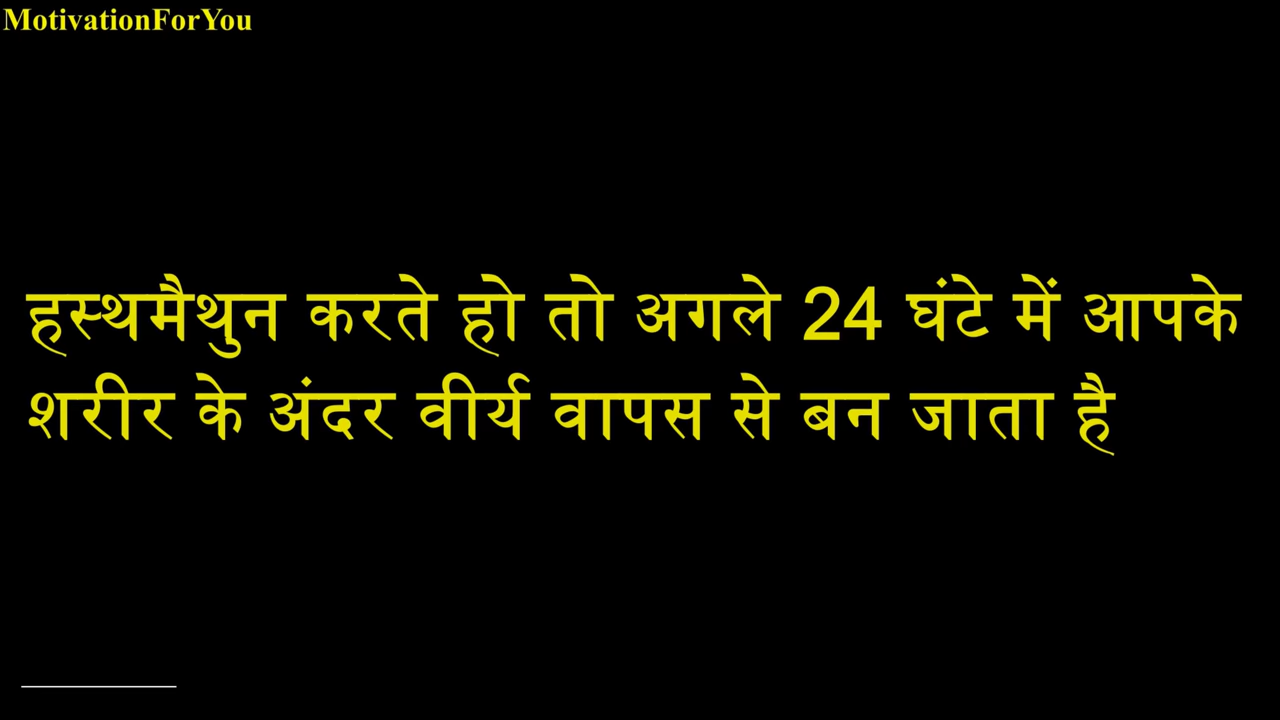 MotivationForYou
हस्थमैथुन करते हो तो अगले 24 घंटे में आपके
शरीर के अंदर वीर्य वापस से बन जाता है